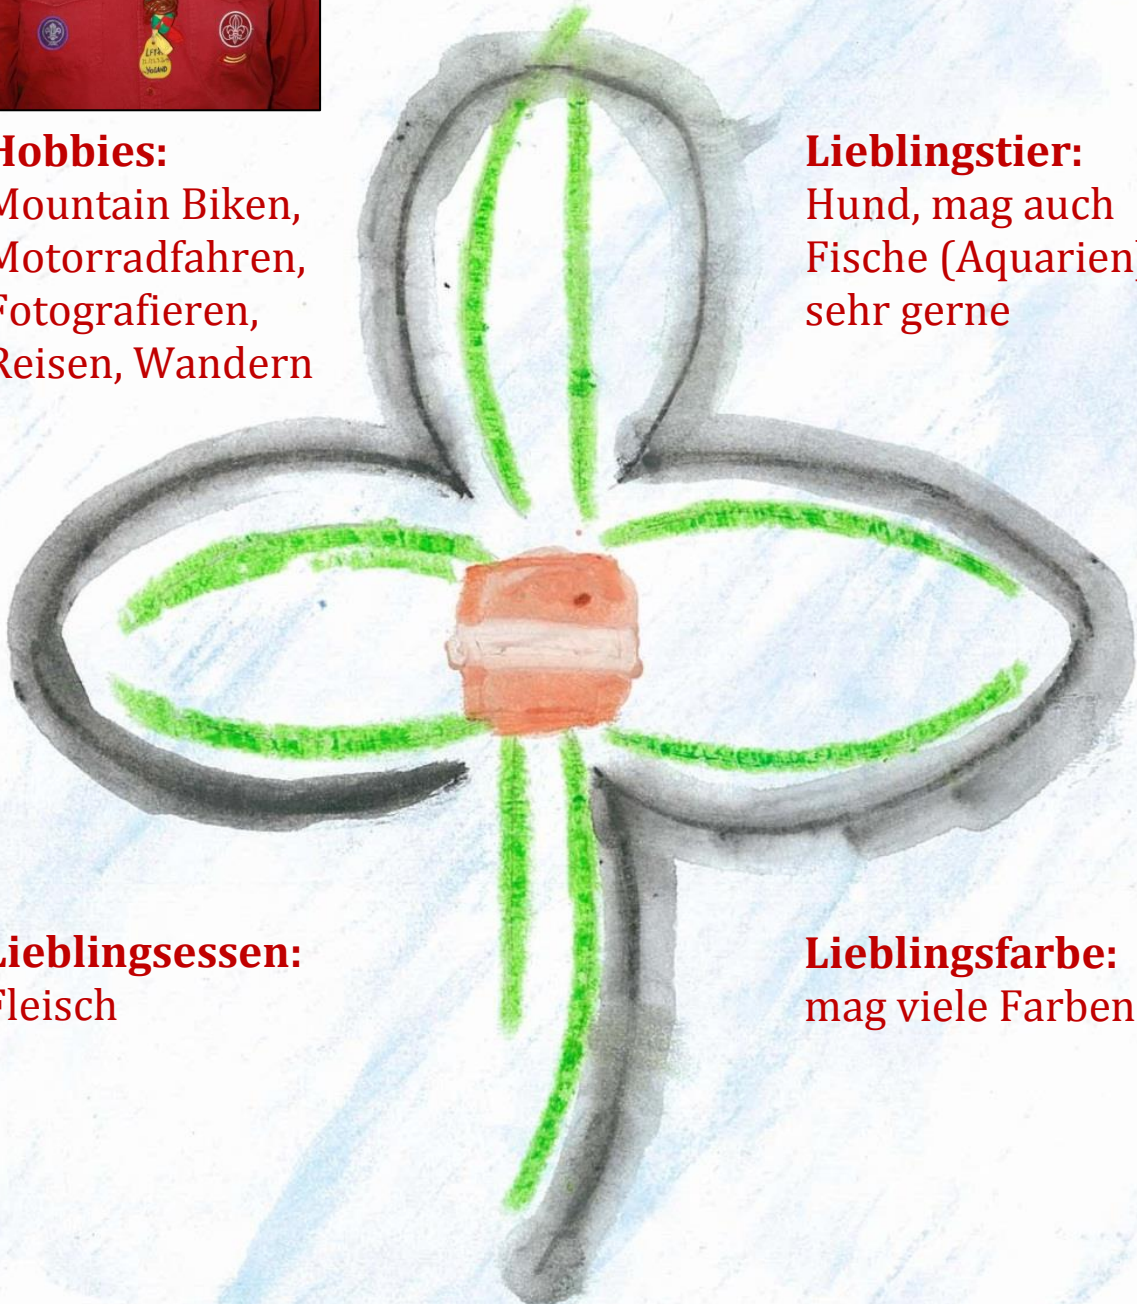 Hobbies:
Mountain Biken,
Motorradfahren,
Fotografieren,
Reisen, Wandern
Lieblingstier:
Hund, mag auch
Fische (Aquarien)
sehr gerne
Lieblingsessen:
Fleisch
Lieblingsfarbe:
mag viele Farben